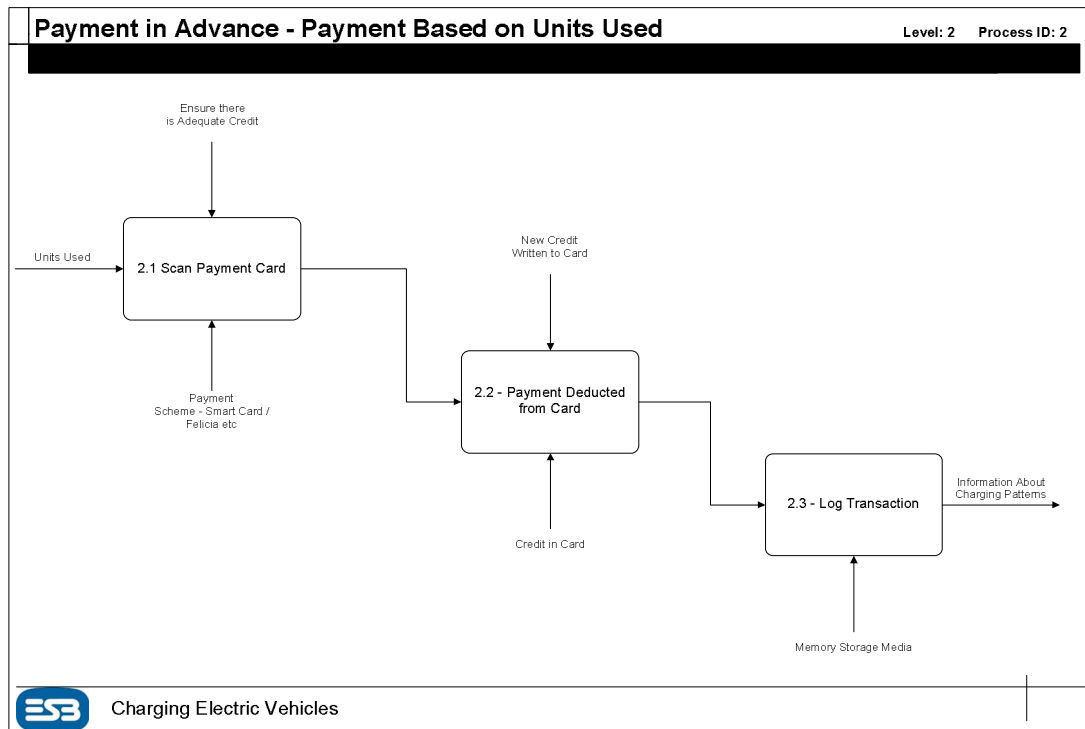 Payment in Advance - Payment Based on Units Used
Level: 2 Process ID: 2
Ensure there
is Adequate Credit
Units Used
2.1 Scan Payment Card
Payment
Scheme - Smart Card /
Felicia etc
New Credit
Written to Card
2.2 - Payment Deducted
from Card
Credit in Card
2.3 - Log Transaction
Information About
Charging Patterns
Memory Storage Media
ESB
Charging Electric Vehicles